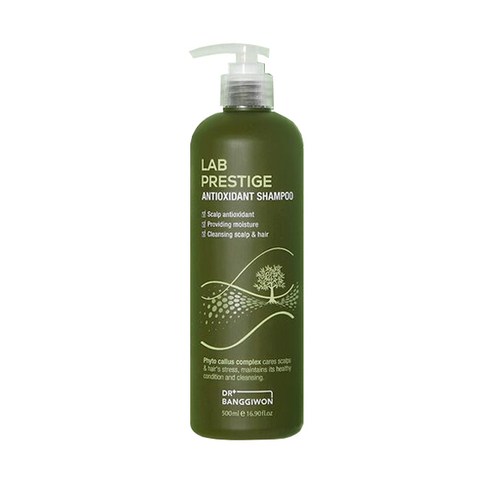 LAB
PRESTIGE
ANTIOXIDANT SHAMPOO
Scalp antioxidant
Providing moisture
Cleansing scalp & hair
Phyto callus complex cares scalps
& hair's stress, maintains its healthy
condition and cleansing.
DR+
BANGGIWON
500ml e 16.90fl.oz